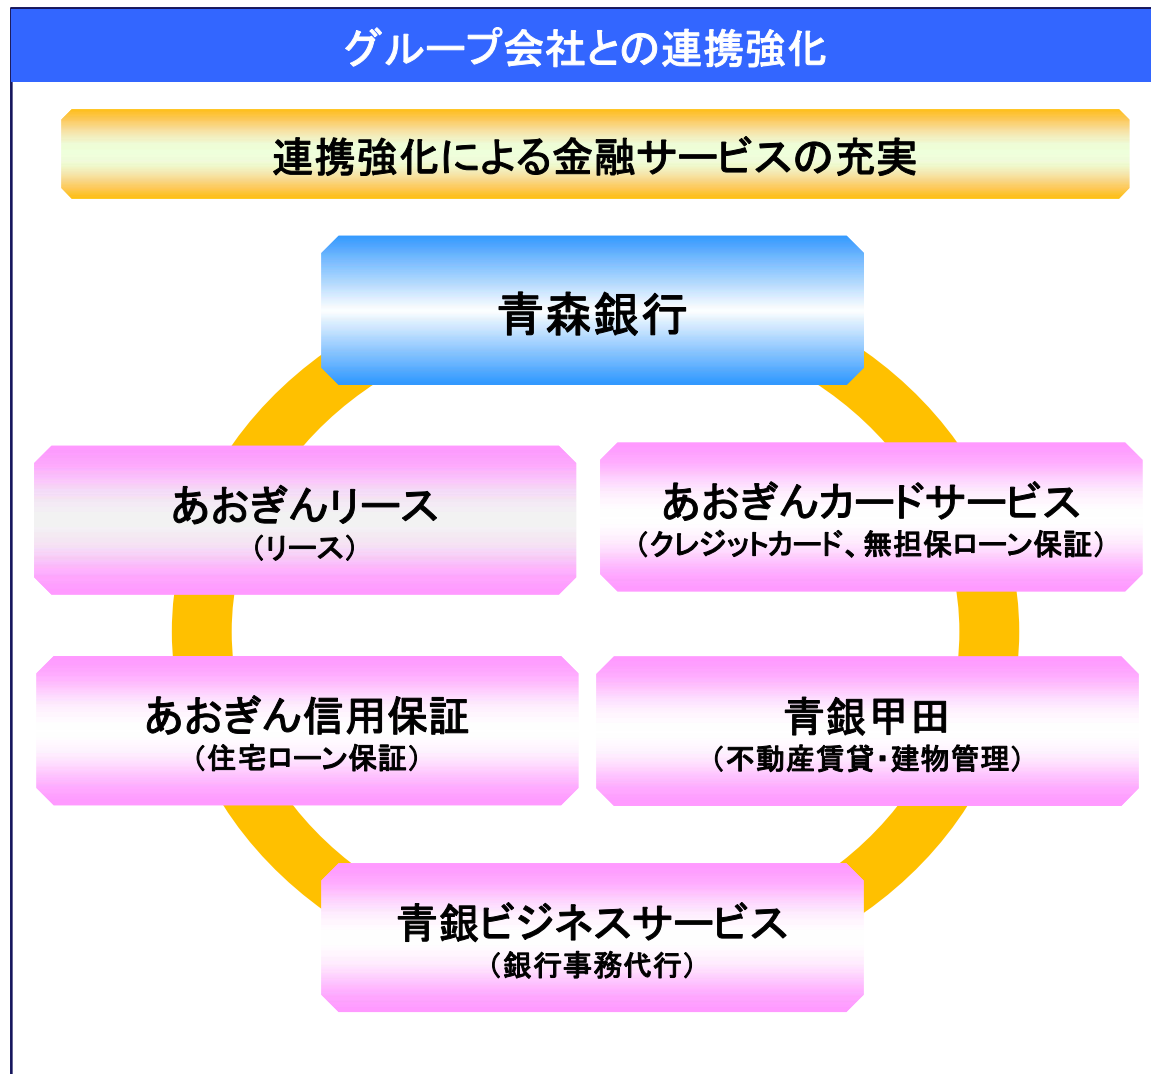 グループ会社との連携強化
連携強化による金融サービスの充実
青森銀行
あおぎんリース
（リース）
あおぎんカードサービス
（クレジットカード、無担保ローン保証）
あおぎん信用保証
（住宅ローン保証）
青銀甲田
（不動産賃貸・建物管理）
青銀ビジネスサービス
（銀行事務代行）